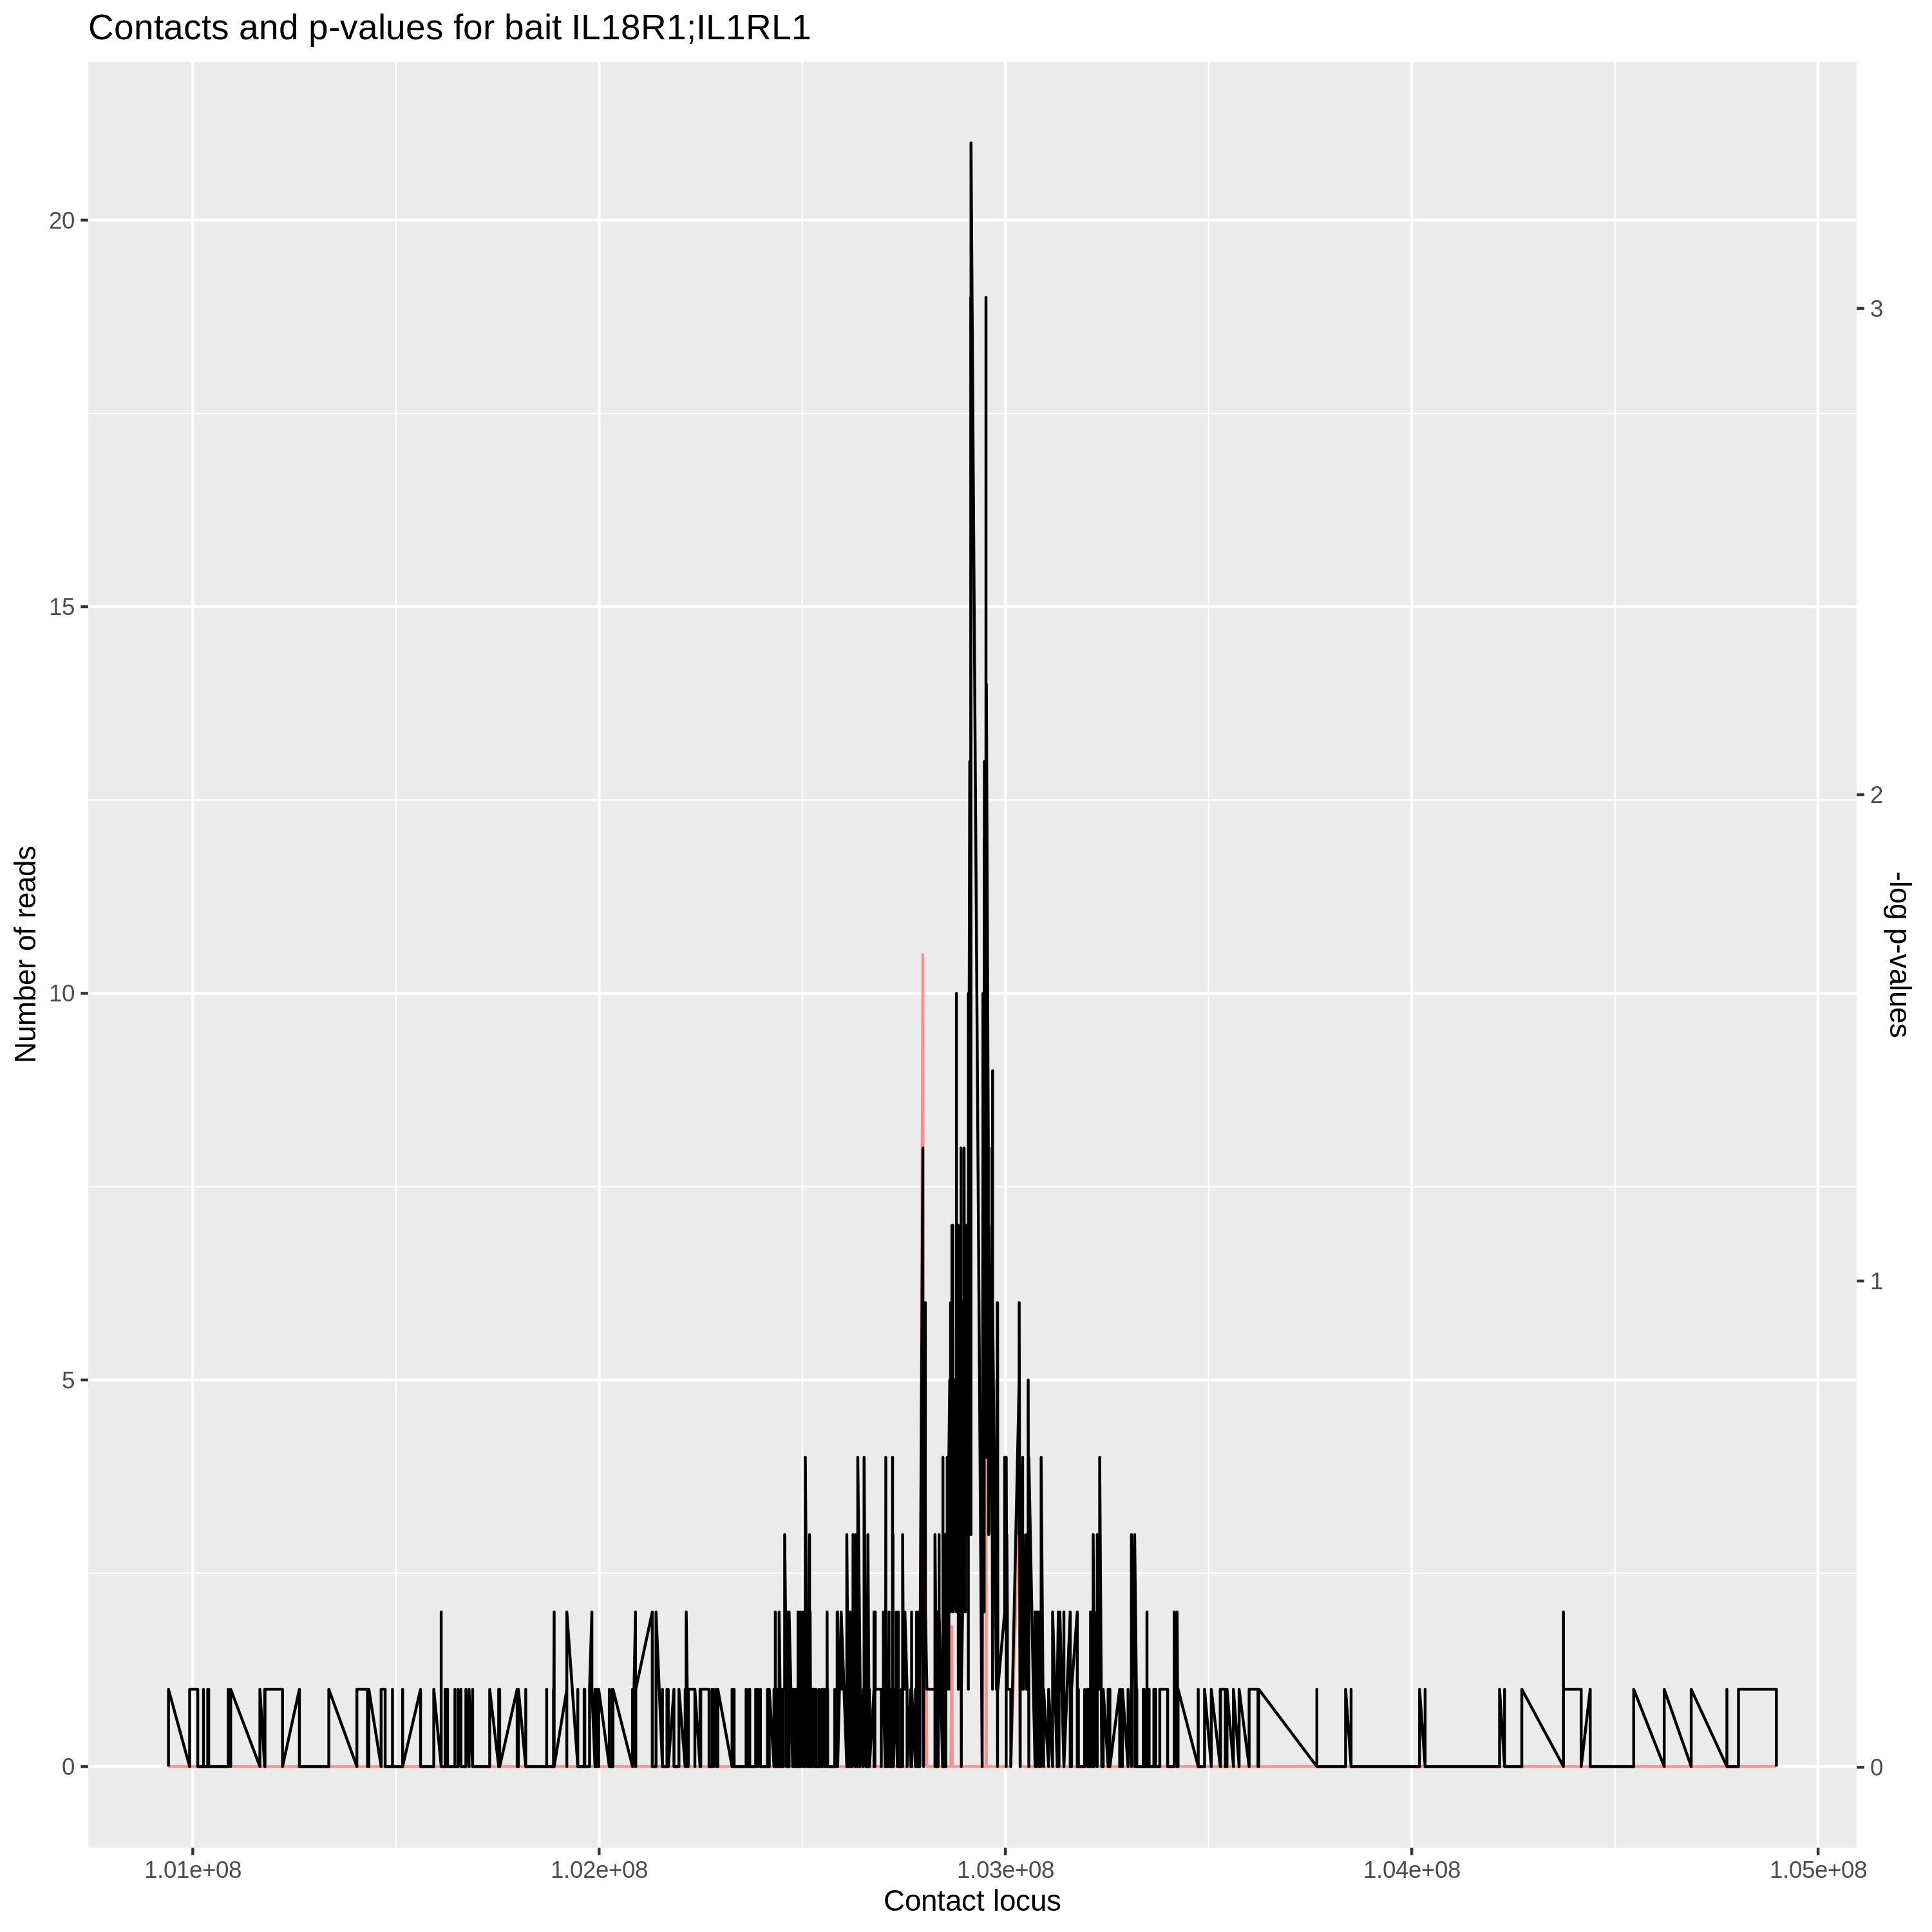 Contacts and p-values for bait IL18R1;IL1RL1
20
15
10
5
0
Number of reads
3
2
1
0
-log p-values
1.01e+08
1.02e+08
1.03e+08
1.04e+08
1.05e+08
Contact locus